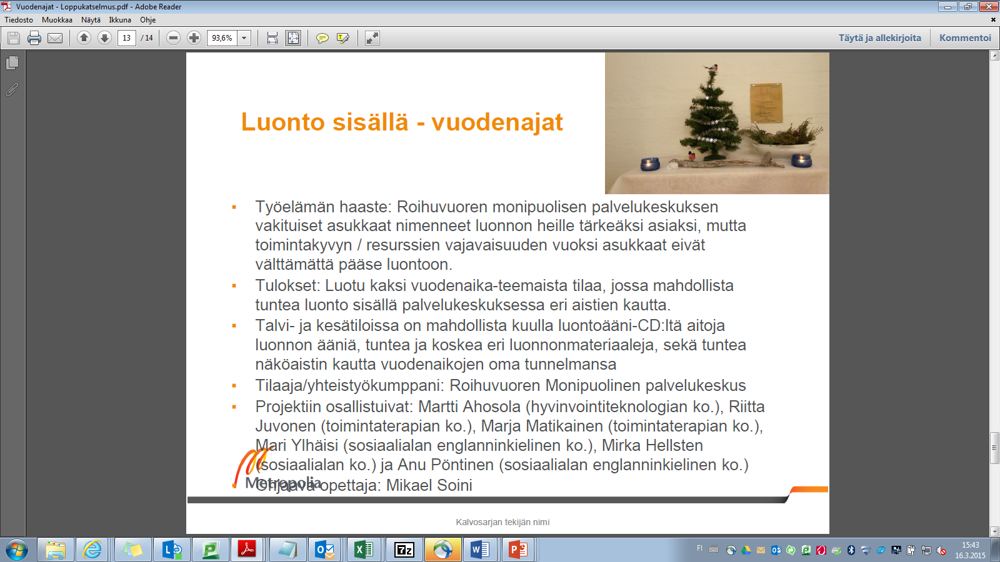 Vuodenajat - Loppukatselmus.pdf - Adobe Reader
Tiedosto Muokkaa Näytä Ikkuna Ohje
13 / 14 93,6% Täytä ja allekirjoita Kommentoi
Luonto sisällä - vuodenajat
Työelämän haaste: Roihuvuoren monipuolisen palvelukeskuksen
vakituiset asukkaat nimenneet luonnon heille tärkeäksi asiaksi, mutta
toimintakyvyn / resurssien vajavaisuuden vuoksi asukkaat eivät
välttämättä pääse luontoon.
Tulokset: Luotu kaksi vuodenaika-teemaista tilaa, jossa mahdollista
tuntea luonto sisällä palvelukeskuksessa eri aistien kautta.
Talvi- ja kesätiloissa on mahdollista kuulla luontoääni-CD:ltä aitoja
luonnon ääniä, tuntea ja koskea eri luonnonmateriaaleja, sekä tuntea
näköaistin kautta vuodenaikojen oma tunnelmansa
Tilaaja/yhteistyökumppani: Roihuvuoren Monipuolinen palvelukeskus
Projektiin osallistuivat: Martti Ahosola (hyvinvointiteknologian ko.), Riitta
Juvonen (toimintaterapian ko.), Marja Matikainen (toimintaterapian ko.),
Mari Ylhäisi (sosiaalialan englanninkielinen ko.), Mirka Hellsten
(sosiaalialan ko.) ja Anu Pöntinen (sosiaalialan englanninkielinen ko.)
Ohjaava opettaja: Mikael Soini
Metropolia
Kalvosarjan tekijän nimi
FI 15:43
16.3.2015